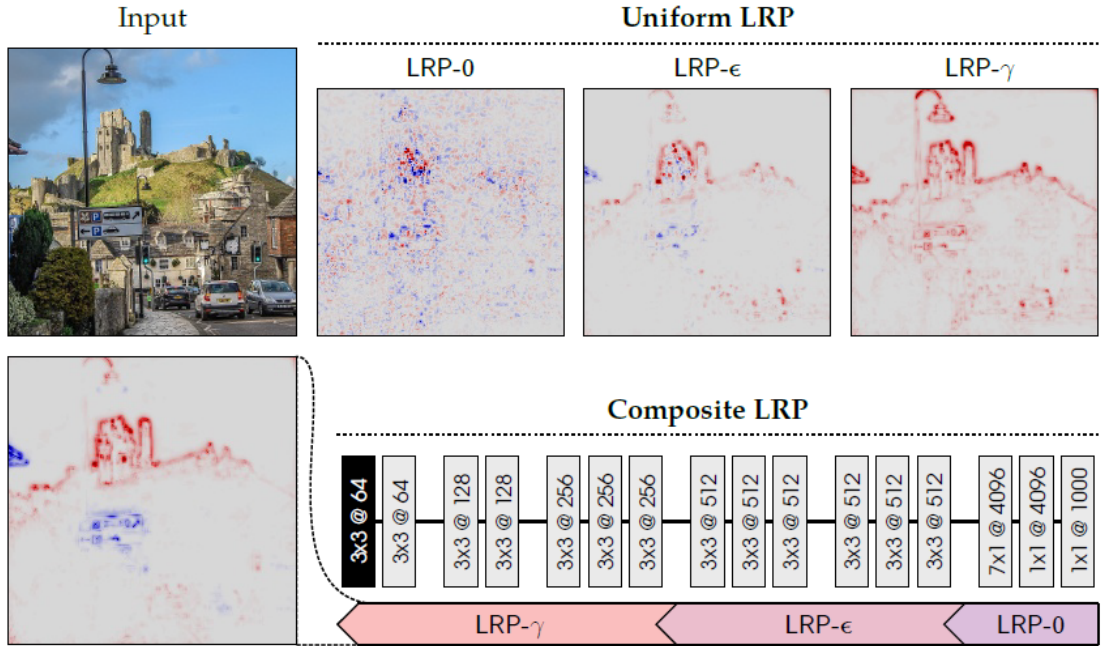 Input
Uniform LRP
LRP-0
LRP-ϵ
LRP-γ
P
P
Composite LRP
3x3 @ 64
3x3 @ 64
3x3 @ 128
3x3 @ 128
3x3 @ 256
3x3 @ 256
3x3 @ 256
3x3 @ 512
3x3 @ 512
3x3 @ 512
3x3 @ 512
3x3 @ 512
3x3 @ 512
7x1 @ 4096
1x1 @ 4096
1x1 @ 1000
LRP-γ
LRP-ϵ
LRP-0